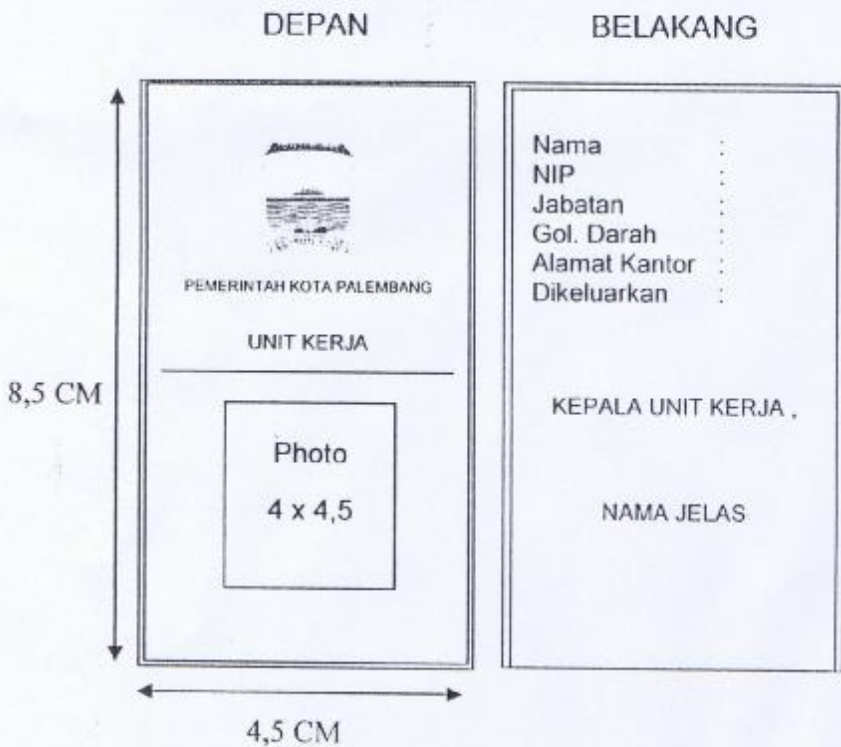 DEPAN
PEMERINTAH KOTA PALEMBANG
UNIT KERJA
Photo
4 x 4,5
8,5 CM
4,5 CM
BELAKANG
Nama :
NIP :
Jabatan :
Gol. Darah :
Alamat Kantor :
Dikeluarkan :
KEPALA UNIT KERJA ,
NAMA JELAS